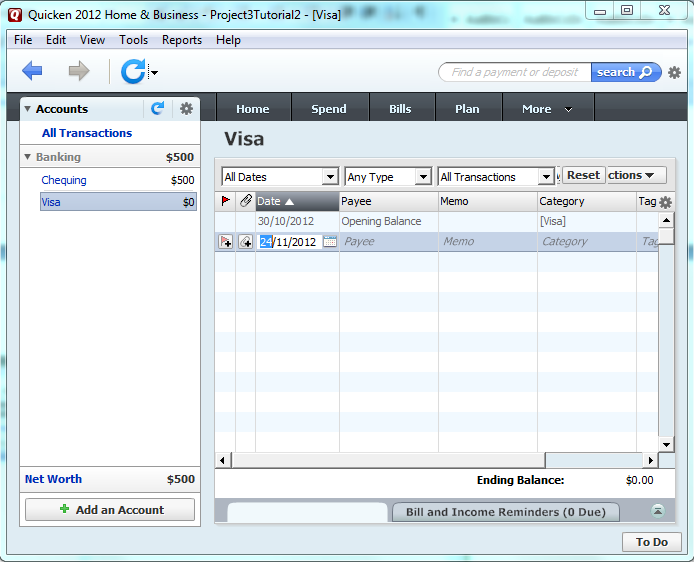 Quicken 2012 Home & Business - Project3Tutorial2 - [Visa]
File Edit View Tools Reports Help
Find a payment or deposit search
Accounts
Home Spend Bills Plan More
All Transactions
Banking $500
Chequing $500
Visa $0
Visa
All Dates Any Type All Transactions Reset ctions
Date Payee Memo Category Tag
30/10/2012 Opening Balance [Visa]
24/11/2012 Payee Memo Category Tag
Net Worth $500
Ending Balance: $0.00
Add an Account
Bill and Income Reminders (0 Due)
To Do